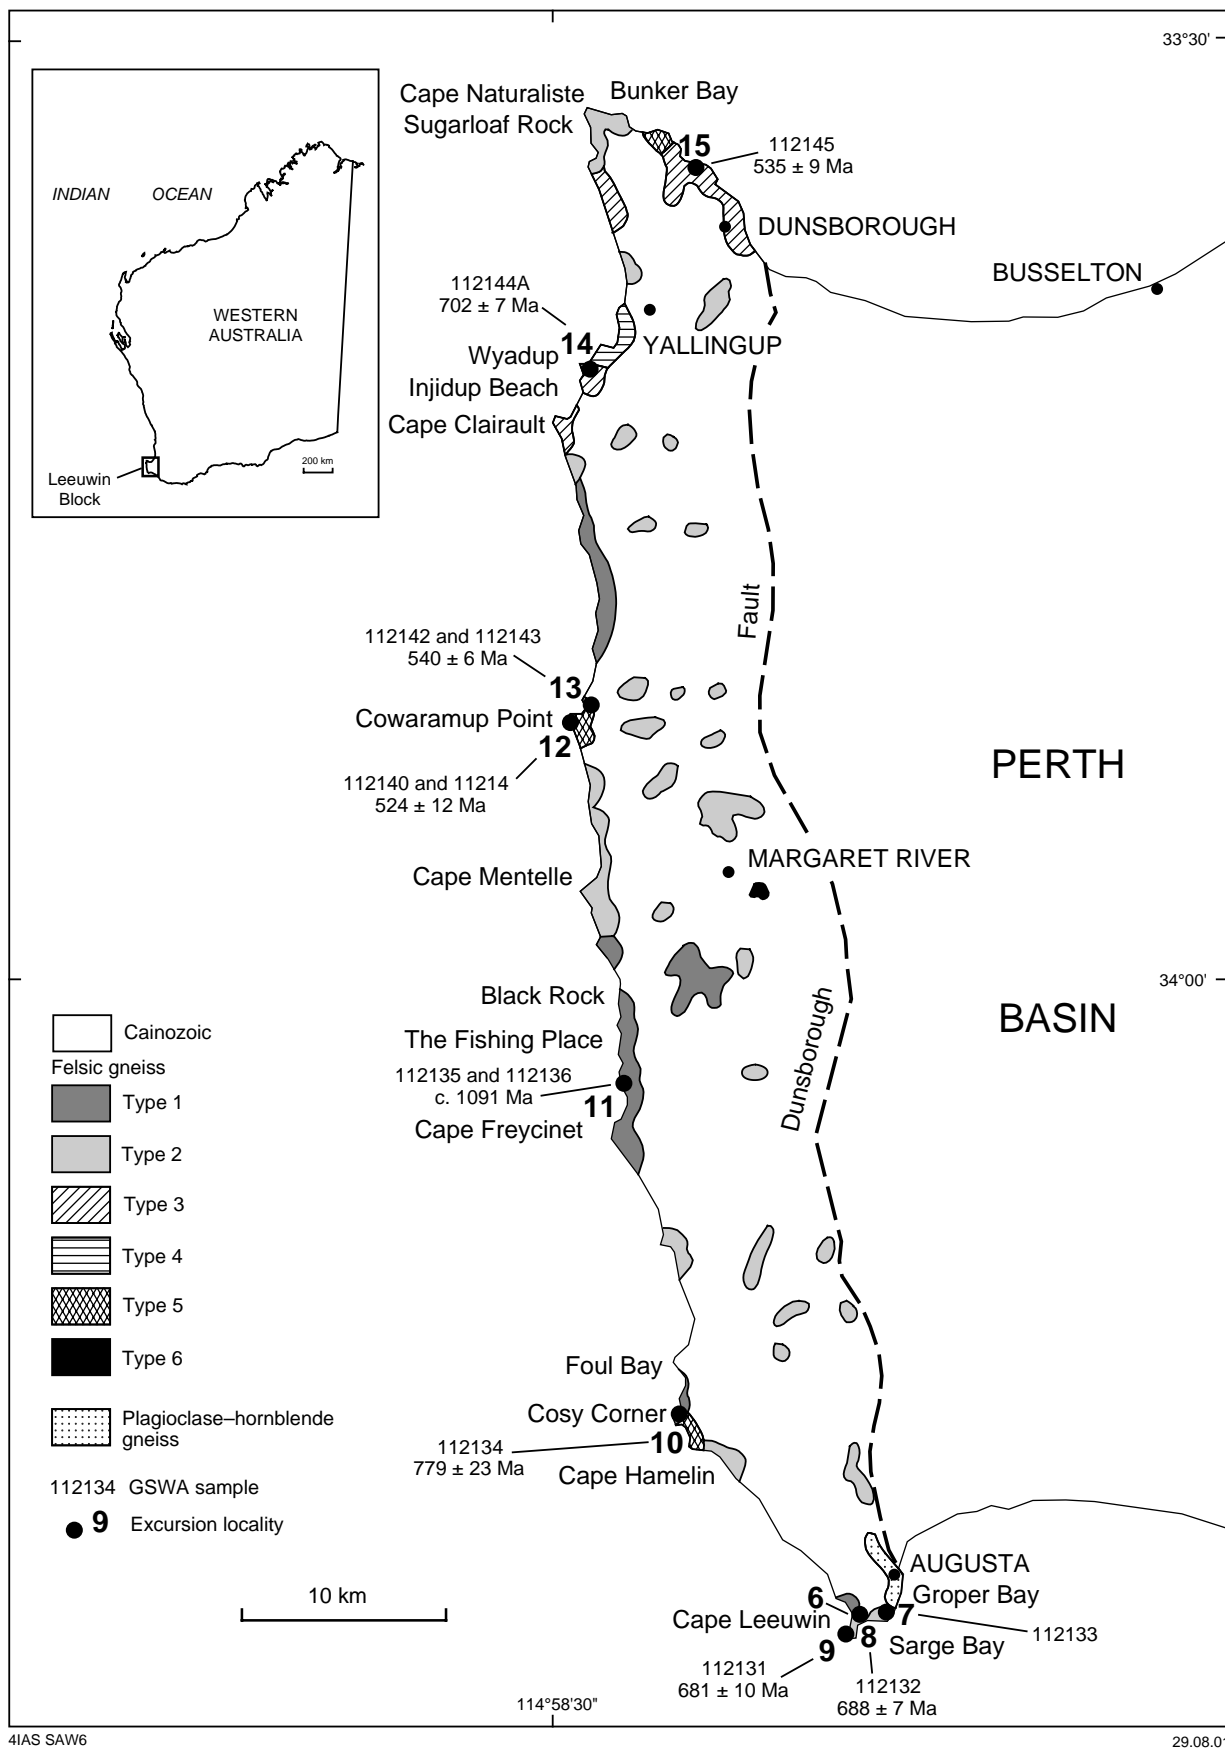 33°30'
Cape Naturaliste
Bunker Bay
Sugarloaf Rock
15
112145
535 ± 9 Ma
INDIAN OCEAN
DUNSBOROUGH
BUSSELTON
112144A
702 ± 7 Ma
WESTERN
AUSTRALIA
14
YALLINGUP
Wyadup
Injidup Beach
Cape Clairault
200 km
Leeuwin
Block
Fault
112142 and 112143
540 ± 6 Ma
13
Cowaramup Point
12
PERTH
112140 and 11214
524 ± 12 Ma
MARGARET RIVER
Cape Mentelle
34°00'
Black Rock
BASIN
Dunsborough
The Fishing Place
112135 and 112136
c. 1091 Ma
11
Cape Freycinet
Cainozoic
Felsic gneiss
Type 1
Type 2
Type 3
Type 4
Type 5
Type 6
Plagioclase–hornblende
gneiss
112134 GSWA sample
9 Excursion locality
Foul Bay
Cosy Corner
10
112134
779 ± 23 Ma
Cape Hamelin
10 km
AUGUSTA
Groper Bay
6
7
Cape Leeuwin
112133
9
8
Sarge Bay
112131
681 ± 10 Ma
112132
688 ± 7 Ma
114°58'30"
4IAS SAW6
29.08.01